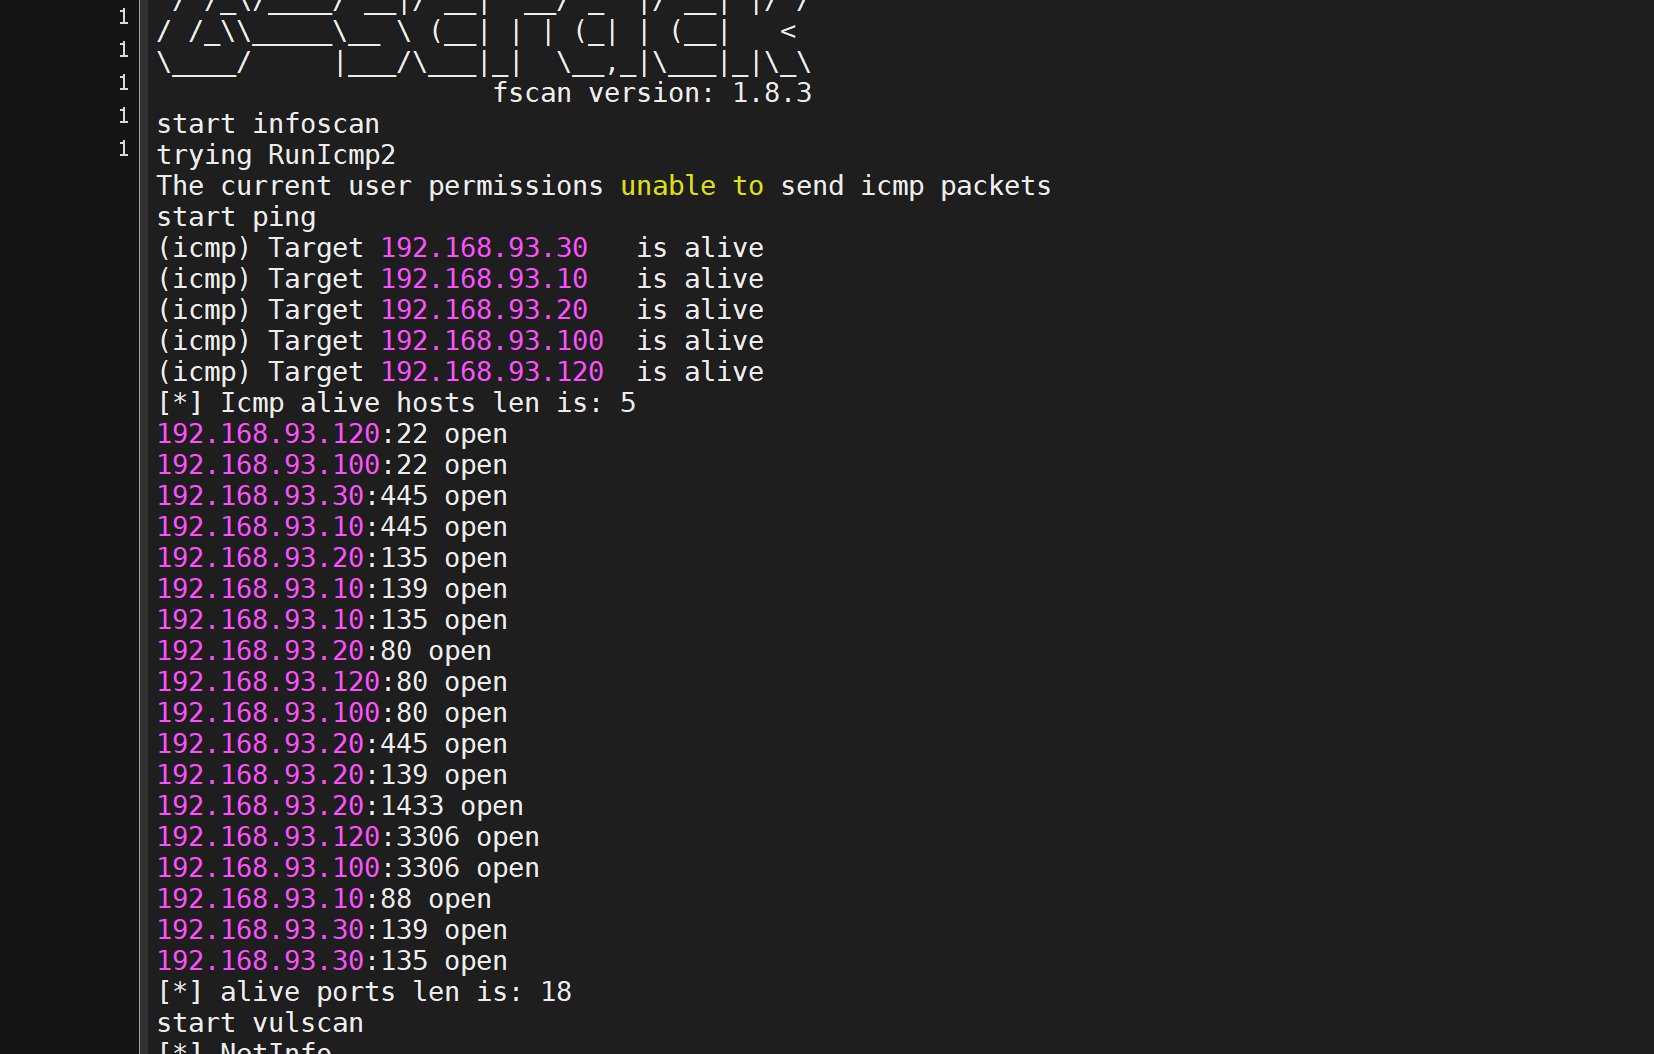 1
1
1
1
1
/ /_\/____/ __|/ __| '__/ _` |/ __| |/ /
/ /_\\_____\__ \ (__| | | (_| | (__|   <
\____/     |___/\___|_|  \__,_|\___|_|\_\
fscan version: 1.8.3
start infoscan
trying RunIcmp2
The current user permissions unable to send icmp packets
start ping
(icmp) Target 192.168.93.30   is alive
(icmp) Target 192.168.93.10   is alive
(icmp) Target 192.168.93.20   is alive
(icmp) Target 192.168.93.100  is alive
(icmp) Target 192.168.93.120  is alive
[*] Icmp alive hosts len is: 5
192.168.93.120:22 open
192.168.93.100:22 open
192.168.93.30:445 open
192.168.93.10:445 open
192.168.93.20:135 open
192.168.93.10:139 open
192.168.93.10:135 open
192.168.93.20:80 open
192.168.93.120:80 open
192.168.93.100:80 open
192.168.93.20:445 open
192.168.93.20:139 open
192.168.93.20:1433 open
192.168.93.120:3306 open
192.168.93.100:3306 open
192.168.93.10:88 open
192.168.93.30:139 open
192.168.93.30:135 open
[*] alive ports len is: 18
start vulscan
[*] NetInfo